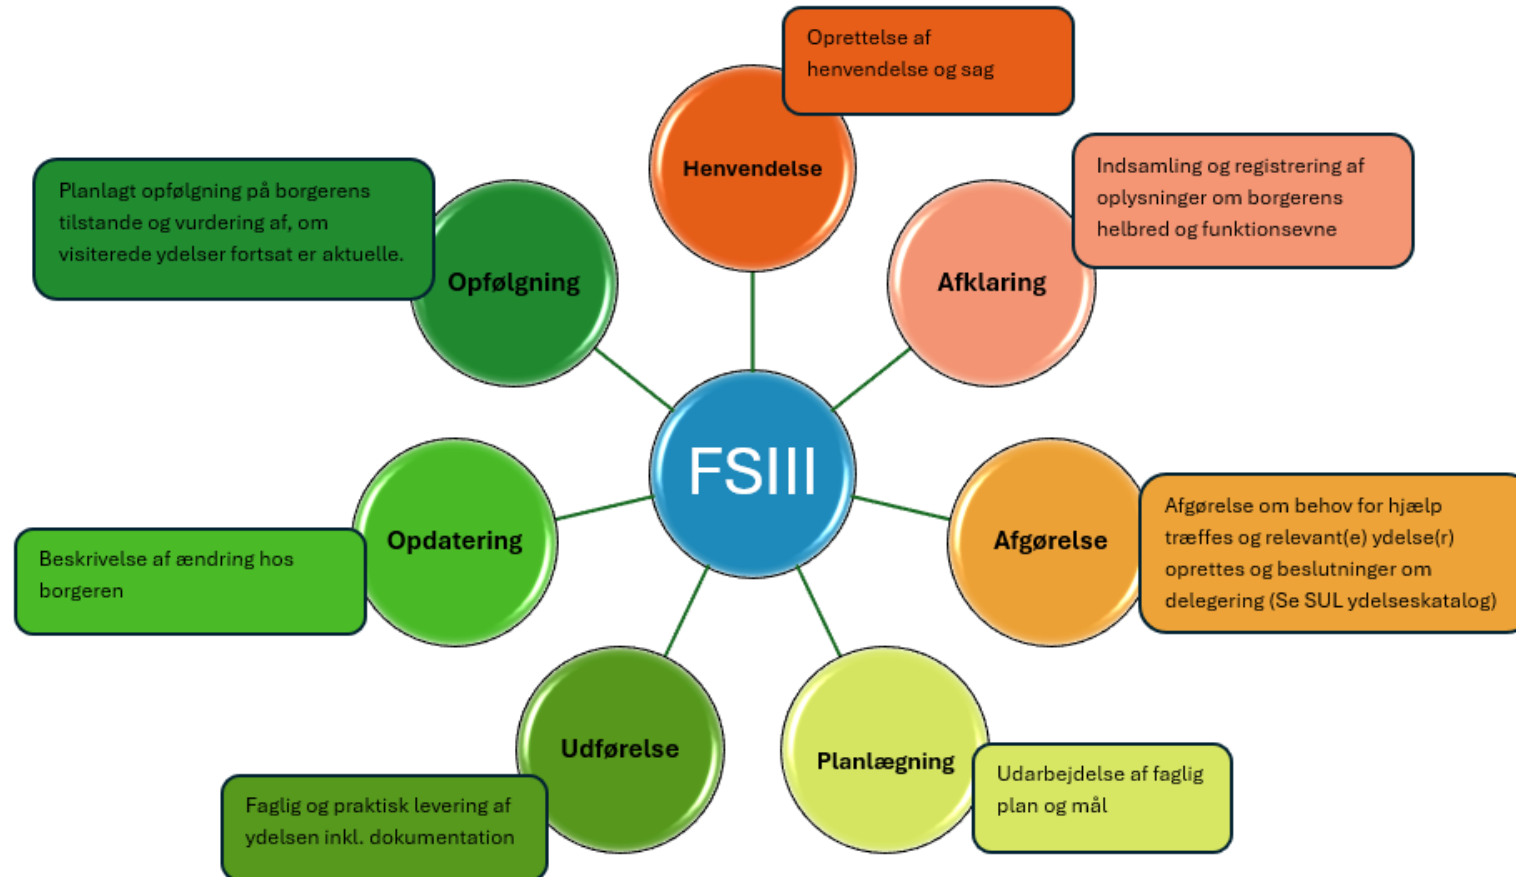 Oprettelse af
henvendelse og sag
Henvendelse
Indsamling og registrering af
oplysninger om borgerens
helbred og funktionsevne
Afklaring
Afgørelse om behov for hjælp
træffes og relevant(e) ydelse(r)
oprettes og beslutninger om
delegering (Se SUL ydelseskatalog)
Afgørelse
Planlægning
Udarbejdelse af faglig
plan og mål
Udførelse
Faglig og praktisk levering af
ydelsen inkl. dokumentation
Opdatering
Beskrivelse af ændring hos
borgeren
Opfølgning
Planlagt opfølgning på borgerens
tilstande og vurdering af, om
visiterede ydelser fortsat er aktuelle.
FSIII